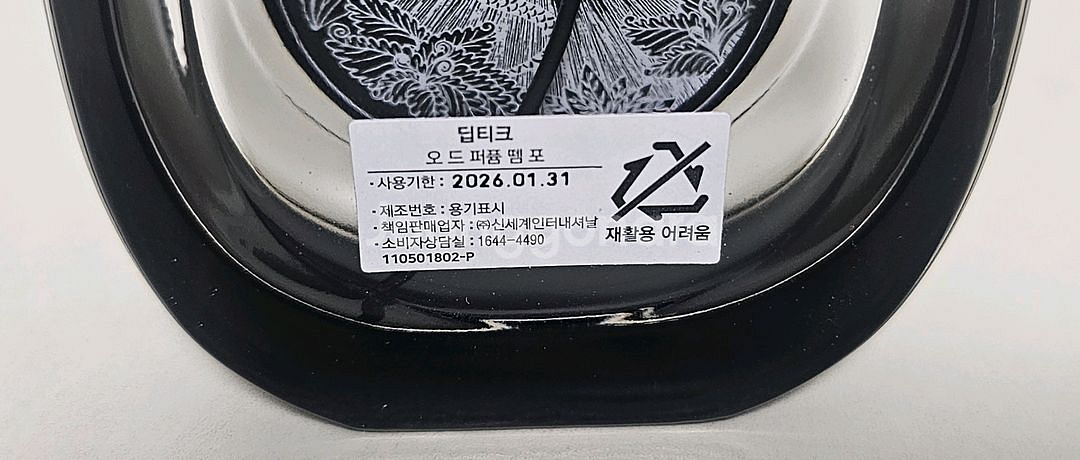 딥티크
오 드 퍼퓸 뗌 포
·사용기한 : 2026.01.31
·제조번호 : 용기표시
·책임판매업자 : ㈜신세계인터내셔날
·소비자상담실 : 1644-4490
110501802-P
재활용 어려움